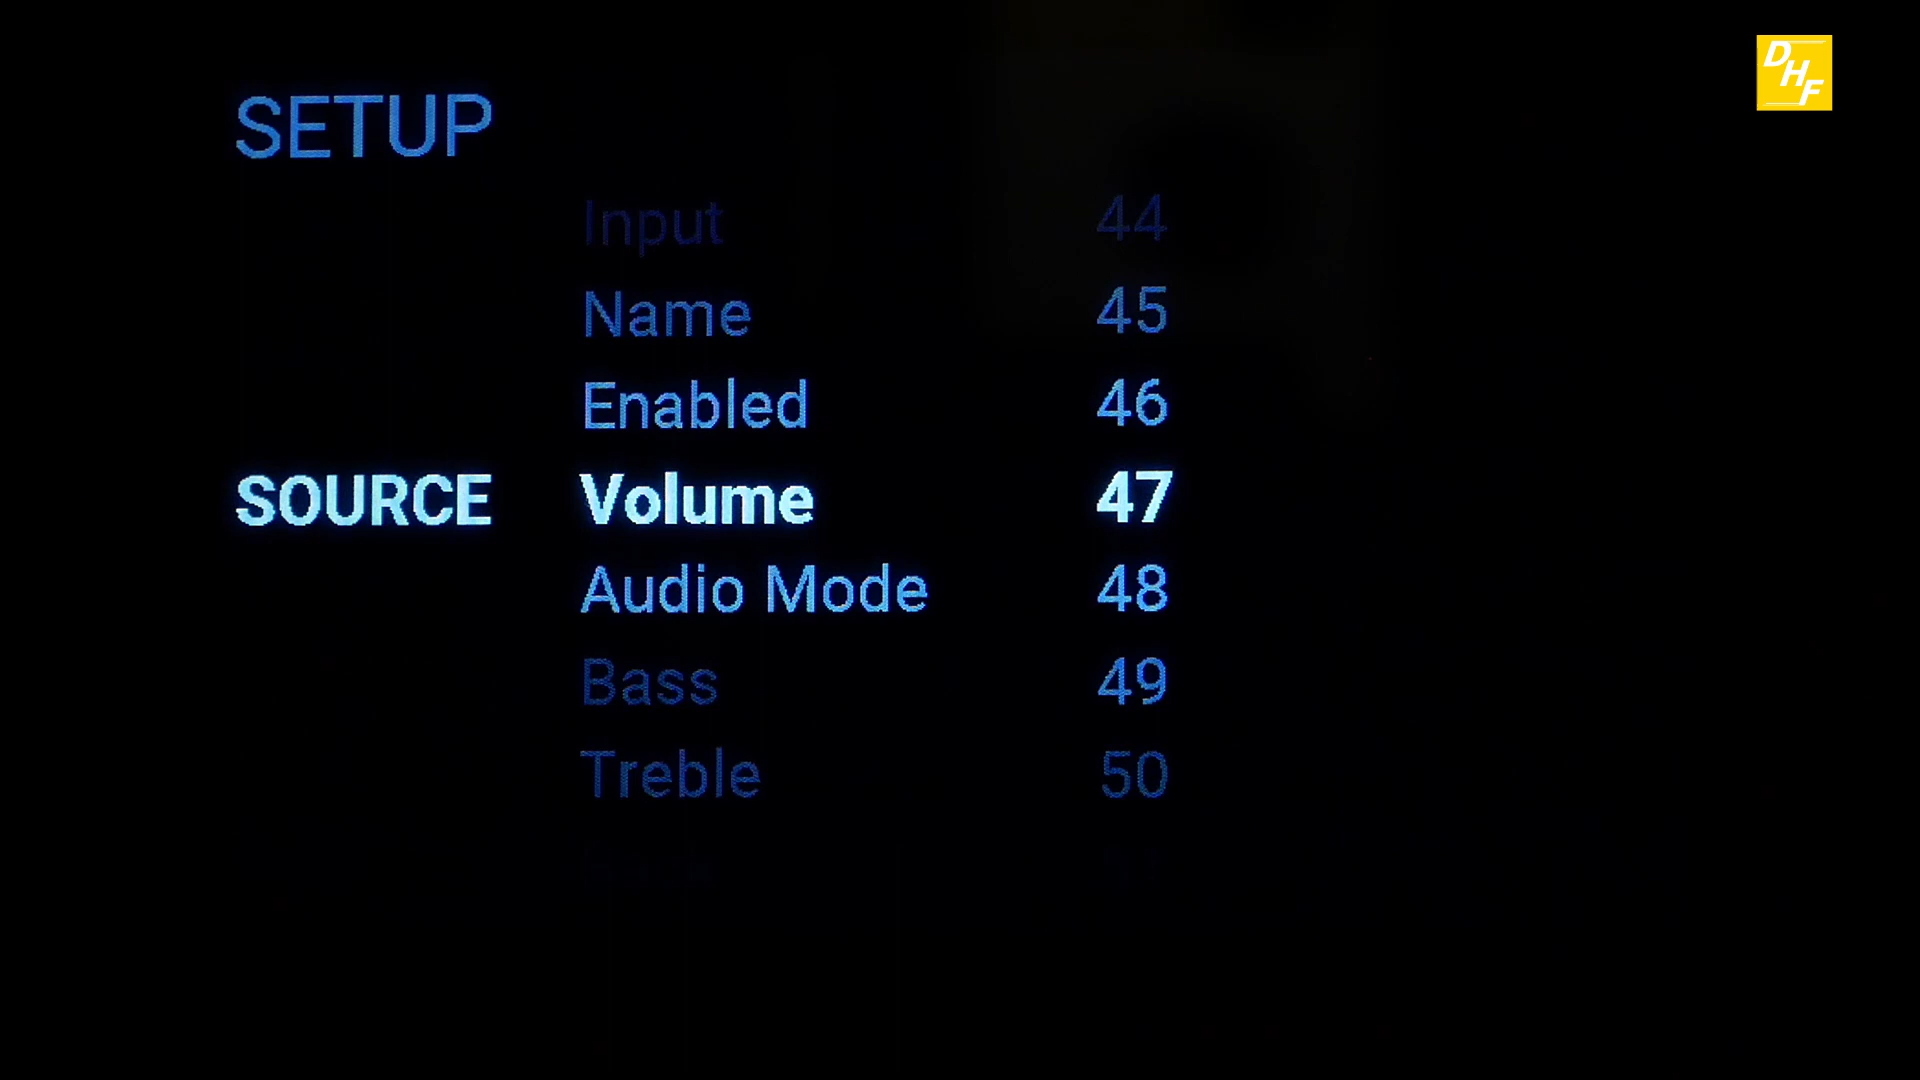 DHF
SETUP
Input 44
Name 45
Enabled 46
SOURCE Volume 47
Audio Mode 48
Bass 49
Treble 50